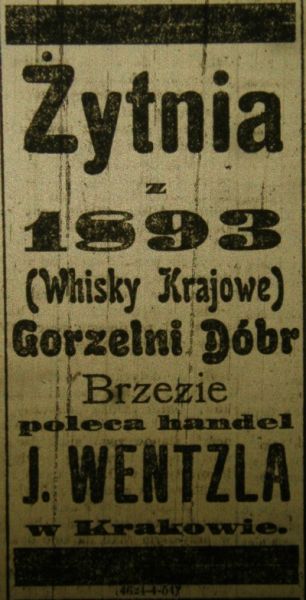 Żytnia
z
1893
(Whisky Krajowe)
Gorzelni Dóbr
Brzezie
poleca handel
J. WENTZLA
w Krakowie.